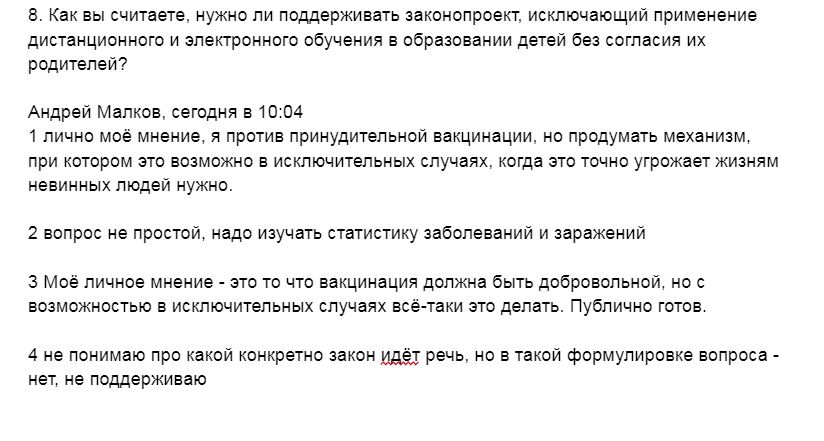 8. Как вы считаете, нужно ли поддерживать законопроект, исключающий применение
дистанционного и электронного обучения в образовании детей без согласия их
родителей?
Андрей Малков, сегодня в 10:04
1 лично моё мнение, я против принудительной вакцинации, но продумать механизм,
при котором это возможно в исключительных случаях, когда это точно угрожает жизням
невинных людей нужно.
2 вопрос не простой, надо изучать статистику заболеваний и заражений
3 Моё личное мнение - это то что вакцинация должна быть добровольной, но с
возможностью в исключительных случаях всё-таки это делать. Публично готов.
4 не понимаю про какой конкретно закон идёт речь, но в такой формулировке вопроса -
нет, не поддерживаю